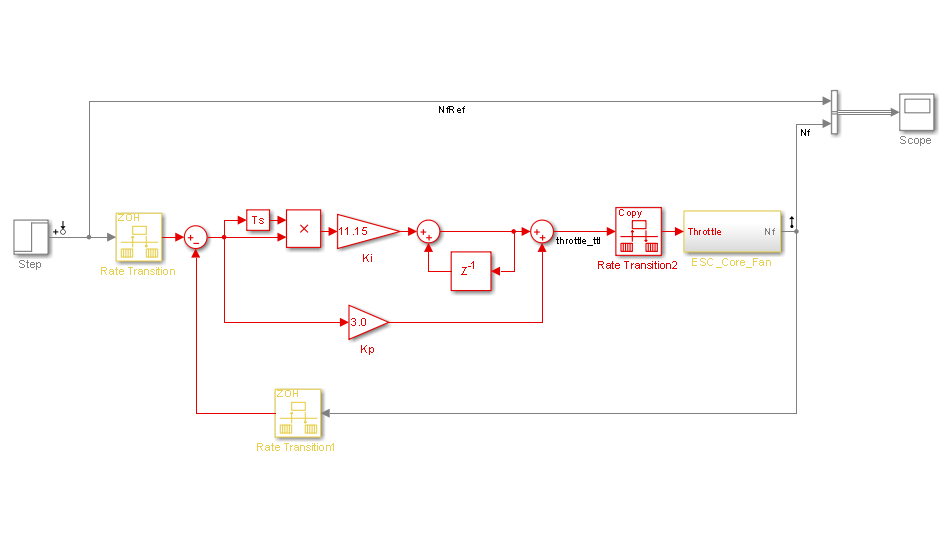 NfRef
Nf
Scope
Step
ZOH
Rate Transition
+
−
Ts
×
11.15
Ki
+
+
Z-1
+
+
throttle_ttl
Copy
Rate Transition2
Throttle
Nf
ESC_Core_Fan
3.0
Kp
ZOH
Rate Transition1